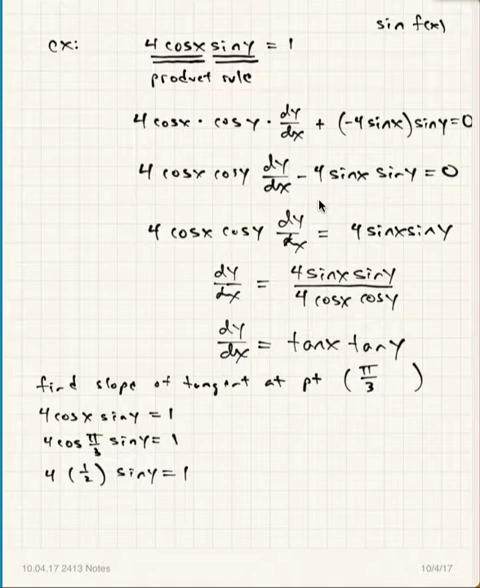 sin f(x)
ex: 4 cosx siny = 1
product rule
4 cosx · cosy · dy/dx + (-4 sinx) siny = 0
4 cosx cosy dy/dx - 4 sinx siny = 0
4 cosx cosy dy/dx = 4 sinx siny
dy/dx = 4 sinx siny / 4 cosx cosy
dy/dx = tanx tany
find slope of tangent at pt (π/3 )
4 cosx siny = 1
4 cos π/3 siny = 1
4 (1/2) siny = 1
10.04.17 2413 Notes 10/4/17